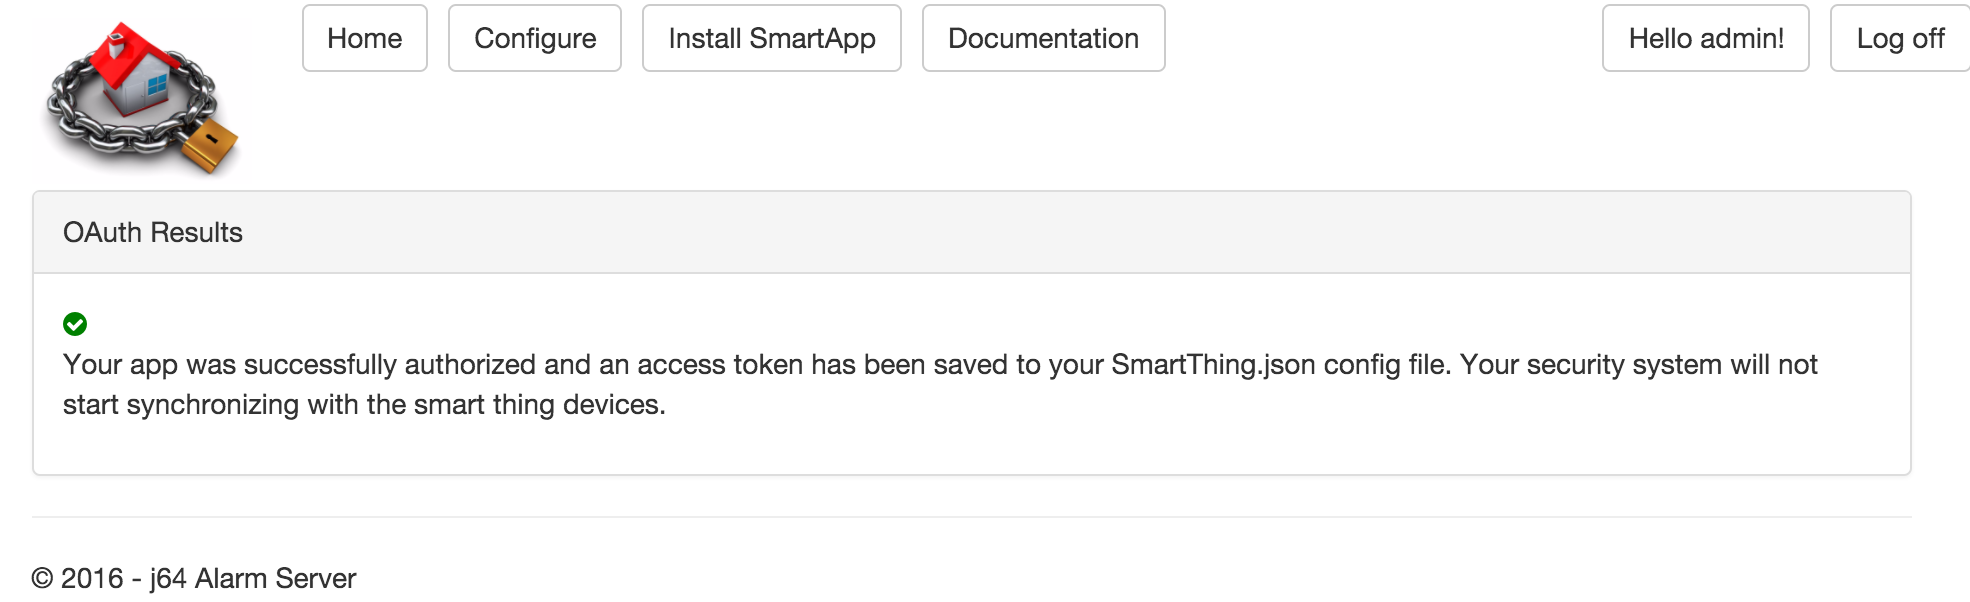 Home Configure Install SmartApp Documentation Hello admin! Log off
OAuth Results
Your app was successfully authorized and an access token has been saved to your SmartThing.json config file. Your security system will not
start synchronizing with the smart thing devices.
© 2016 - j64 Alarm Server